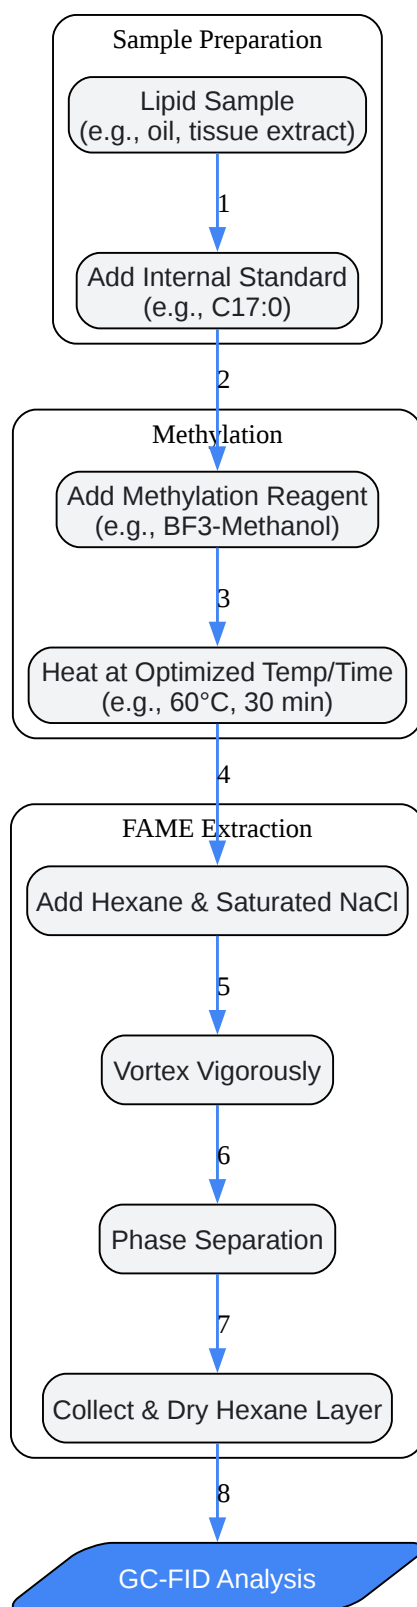 Sample Preparation
Lipid Sample
(e.g., oil, tissue extract)
1
Add Internal Standard
(e.g., C17:0)
2
Methylation
Add Methylation Reagent
(e.g., BF3-Methanol)
3
Heat at Optimized Temp/Time
(e.g., 60°C, 30 min)
4
FAME Extraction
Add Hexane & Saturated NaCl
5
Vortex Vigorously
6
Phase Separation
7
Collect & Dry Hexane Layer
8
GC-FID Analysis